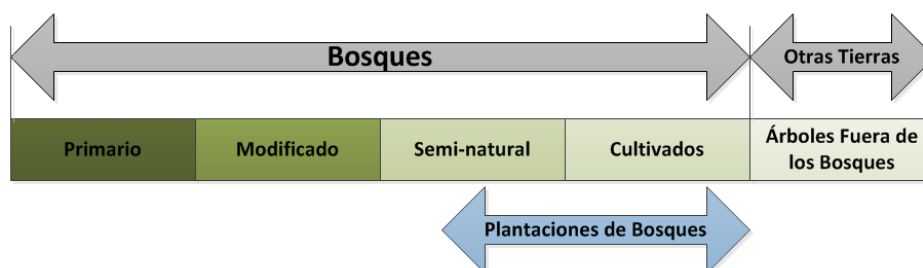 Bosques
Otras Tierras
Primario
Modificado
Semi-natural
Cultivados
Árboles Fuera de
los Bosques
Plantaciones de Bosques